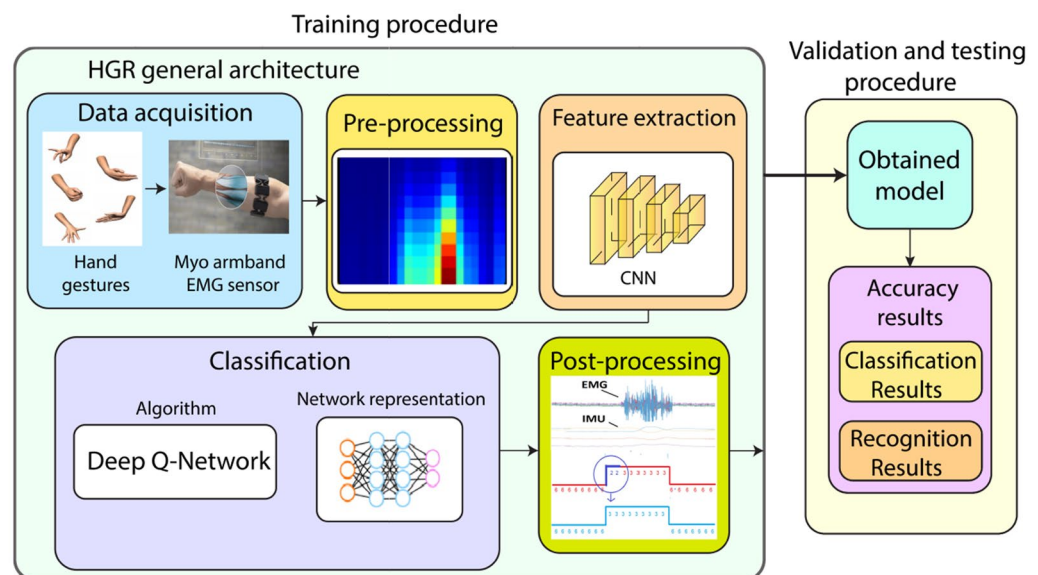 Training procedure
HGR general architecture
Data acquisition
Hand
gestures
Myo armband
EMG sensor
Pre-processing
Feature extraction
CNN
Classification
Algorithm
Deep Q-Network
Network representation
Post-processing
EMG
IMU
Validation and testing
procedure
Obtained
model
Accuracy
results
Classification
Results
Recognition
Results